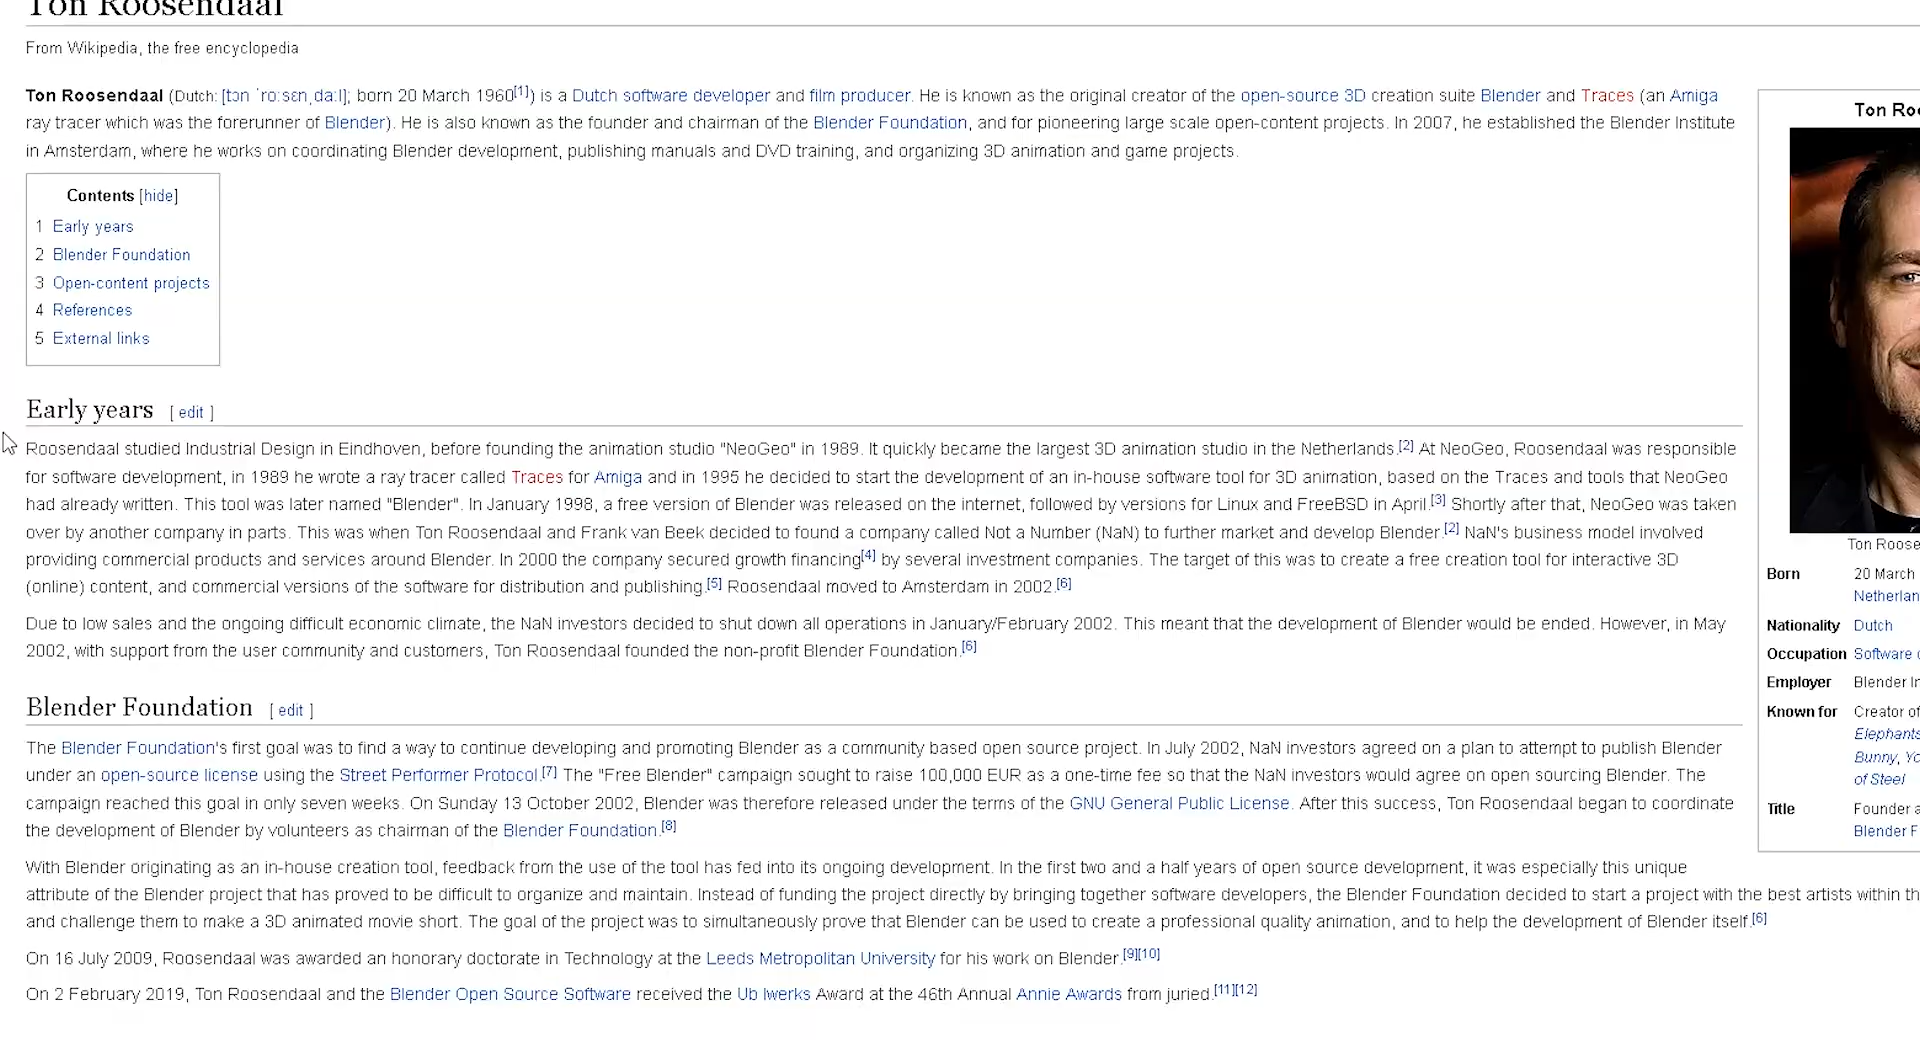 Ton Roosendaal
From Wikipedia, the free encyclopedia
Ton Roosendaal (Dutch: [tɔn ˈroːsɛnˌdaːl]; born 20 March 1960[1]) is a Dutch software developer and film producer. He is known as the original creator of the open-source 3D creation suite Blender and Traces (an Amiga
ray tracer which was the forerunner of Blender). He is also known as the founder and chairman of the Blender Foundation, and for pioneering large scale open-content projects. In 2007, he established the Blender Institute
in Amsterdam, where he works on coordinating Blender development, publishing manuals and DVD training, and organizing 3D animation and game projects.
Contents [hide]
1 Early years
2 Blender Foundation
3 Open-content projects
4 References
5 External links
Early years [ edit ]
Roosendaal studied Industrial Design in Eindhoven, before founding the animation studio "NeoGeo" in 1989. It quickly became the largest 3D animation studio in the Netherlands.[2] At NeoGeo, Roosendaal was responsible
for software development, in 1989 he wrote a ray tracer called Traces for Amiga and in 1995 he decided to start the development of an in-house software tool for 3D animation, based on the Traces and tools that NeoGeo
had already written. This tool was later named "Blender". In January 1998, a free version of Blender was released on the internet, followed by versions for Linux and FreeBSD in April.[3] Shortly after that, NeoGeo was taken
over by another company in parts. This was when Ton Roosendaal and Frank van Beek decided to found a company called Not a Number (NaN) to further market and develop Blender.[2] NaN's business model involved
providing commercial products and services around Blender. In 2000 the company secured growth financing[4] by several investment companies. The target of this was to create a free creation tool for interactive 3D
(online) content, and commercial versions of the software for distribution and publishing.[5] Roosendaal moved to Amsterdam in 2002.[6]
Due to low sales and the ongoing difficult economic climate, the NaN investors decided to shut down all operations in January/February 2002. This meant that the development of Blender would be ended. However, in May
2002, with support from the user community and customers, Ton Roosendaal founded the non-profit Blender Foundation.[6]
Blender Foundation [ edit ]
The Blender Foundation's first goal was to find a way to continue developing and promoting Blender as a community based open source project. In July 2002, NaN investors agreed on a plan to attempt to publish Blender
under an open-source license using the Street Performer Protocol.[7] The "Free Blender" campaign sought to raise 100,000 EUR as a one-time fee so that the NaN investors would agree on open sourcing Blender. The
campaign reached this goal in only seven weeks. On Sunday 13 October 2002, Blender was therefore released under the terms of the GNU General Public License. After this success, Ton Roosendaal began to coordinate
the development of Blender by volunteers as chairman of the Blender Foundation.[8]
With Blender originating as an in-house creation tool, feedback from the use of the tool has fed into its ongoing development. In the first two and a half years of open source development, it was especially this unique
attribute of the Blender project that has proved to be difficult to organize and maintain. Instead of funding the project directly by bringing together software developers, the Blender Foundation decided to start a project with the best artists within th
and challenge them to make a 3D animated movie short. The goal of the project was to simultaneously prove that Blender can be used to create a professional quality animation, and to help the development of Blender itself.[6]
On 16 July 2009, Roosendaal was awarded an honorary doctorate in Technology at the Leeds Metropolitan University for his work on Blender.[9][10]
On 2 February 2019, Ton Roosendaal and the Blender Open Source Software received the Ub Iwerks Award at the 46th Annual Annie Awards from juried.[11][12]
Ton Roo
Ton Roose
Born 20 March
Netherlan
Nationality Dutch
Occupation Software
Employer Blender In
Known for Creator of
Elephants
Bunny, Yo
of Steel
Title Founder a
Blender F